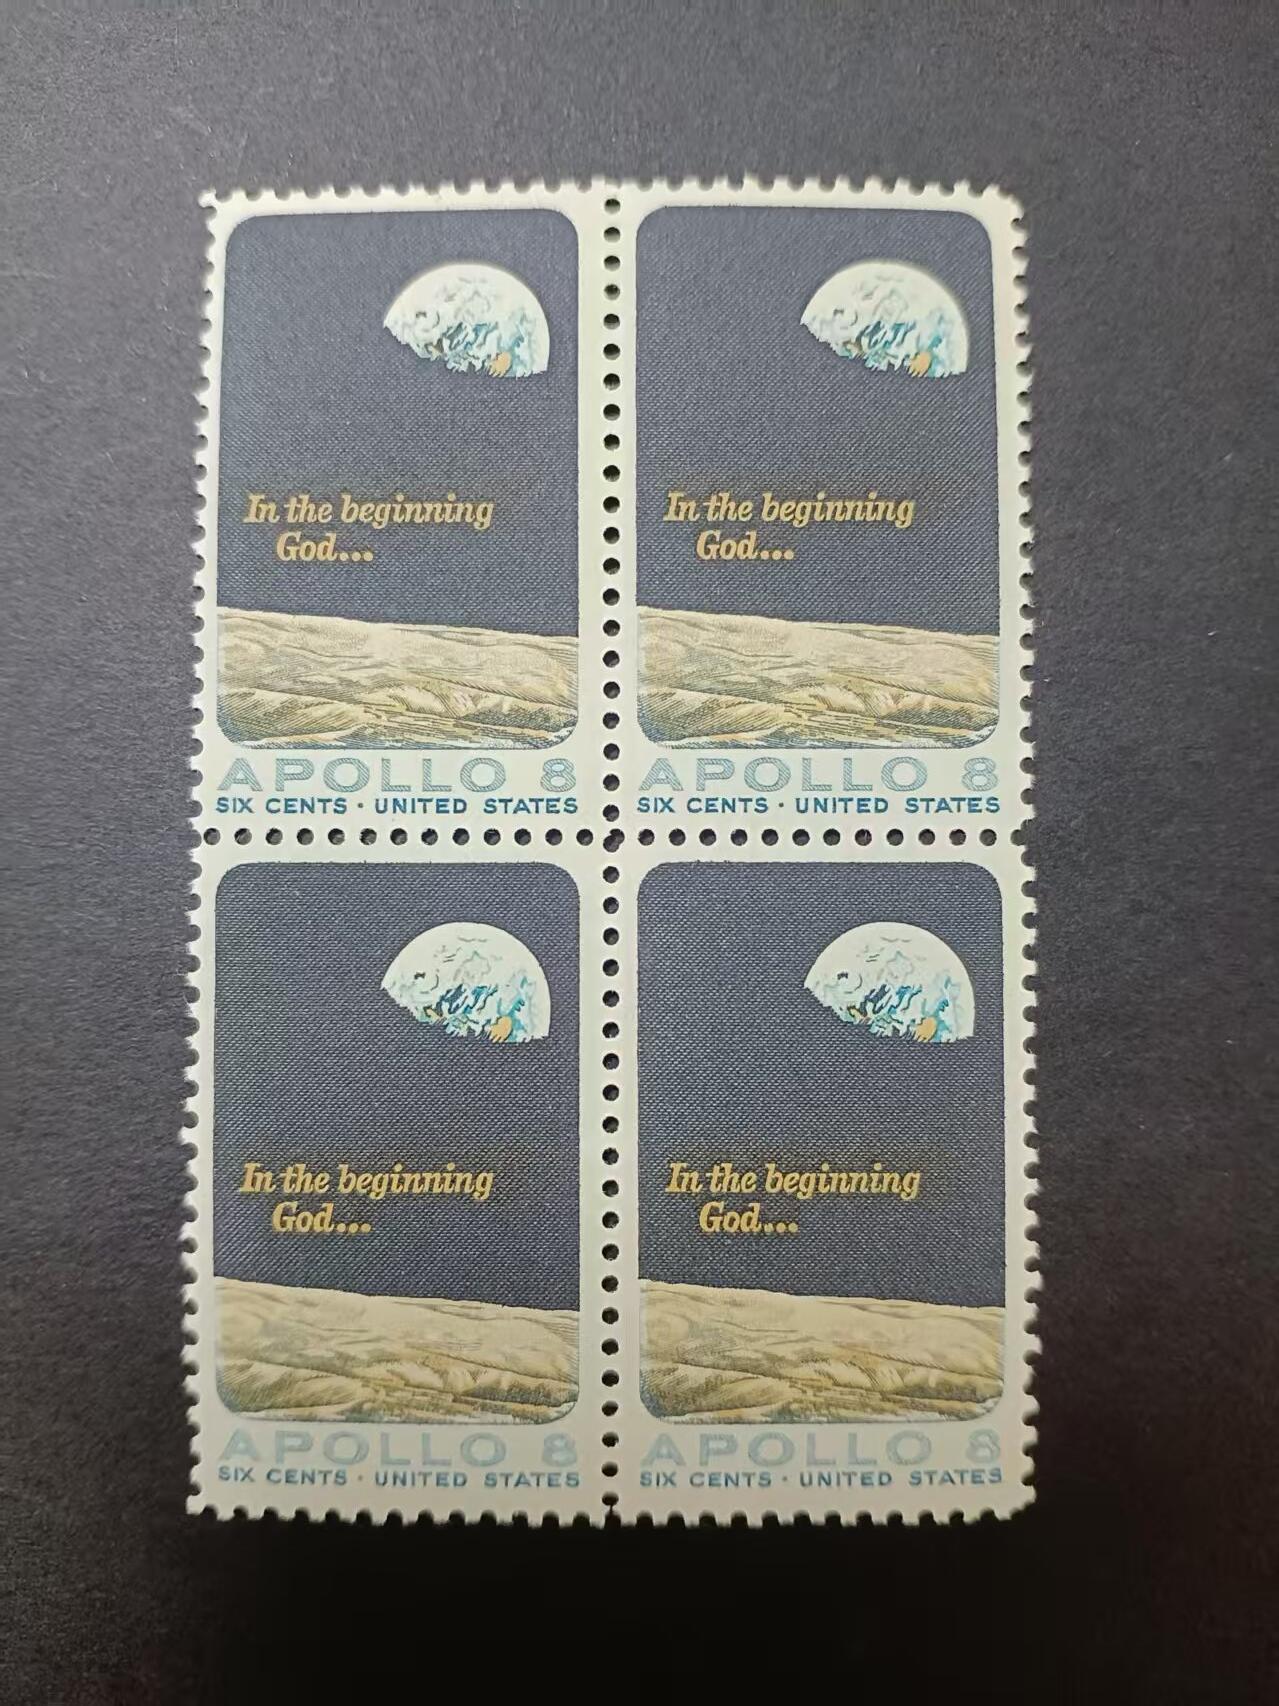 In the beginning
God...
APOLLO 8
SIX CENTS · UNITED STATES
In the beginning
God...
APOLLO 8
SIX CENTS · UNITED STATES
In the beginning
God...
APOLLO 8
SIX CENTS · UNITED STATES
In the beginning
God...
APOLLO 8
SIX CENTS · UNITED STATES